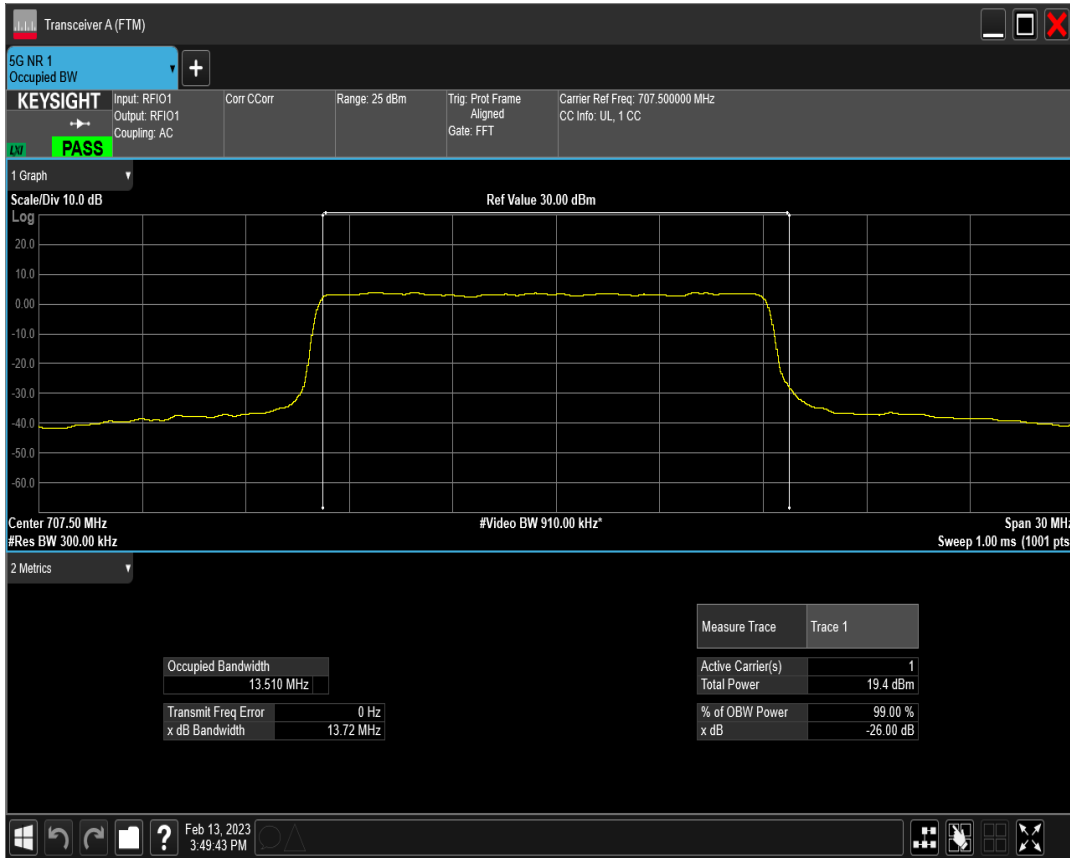 Transceiver A (FTM)
5G NR 1
Occupied BW
KEYSIGHT
LXI
PASS
Input: RFIO1
Output: RFIO1
Coupling: AC
Corr CCorr
Range: 25 dBm
Trig: Prot Frame
Aligned
Gate: FFT
Carrier Ref Freq: 707.500000 MHz
CC Info: UL, 1 CC
1 Graph
Scale/Div 10.0 dB
Ref Value 30.00 dBm
Log
20.0
10.0
0.00
-10.0
-20.0
-30.0
-40.0
-50.0
-60.0
Center 707.50 MHz
#Video BW 910.00 kHz*
Span 30 MHz
#Res BW 300.00 kHz
Sweep 1.00 ms (1001 pts
2 Metrics
Measure Trace Trace 1
Occupied Bandwidth
13.510 MHz
Active Carrier(s) 1
Total Power 19.4 dBm
Transmit Freq Error 0 Hz
x dB Bandwidth 13.72 MHz
% of OBW Power 99.00 %
x dB -26.00 dB
?
Feb 13, 2023
3:49:43 PM